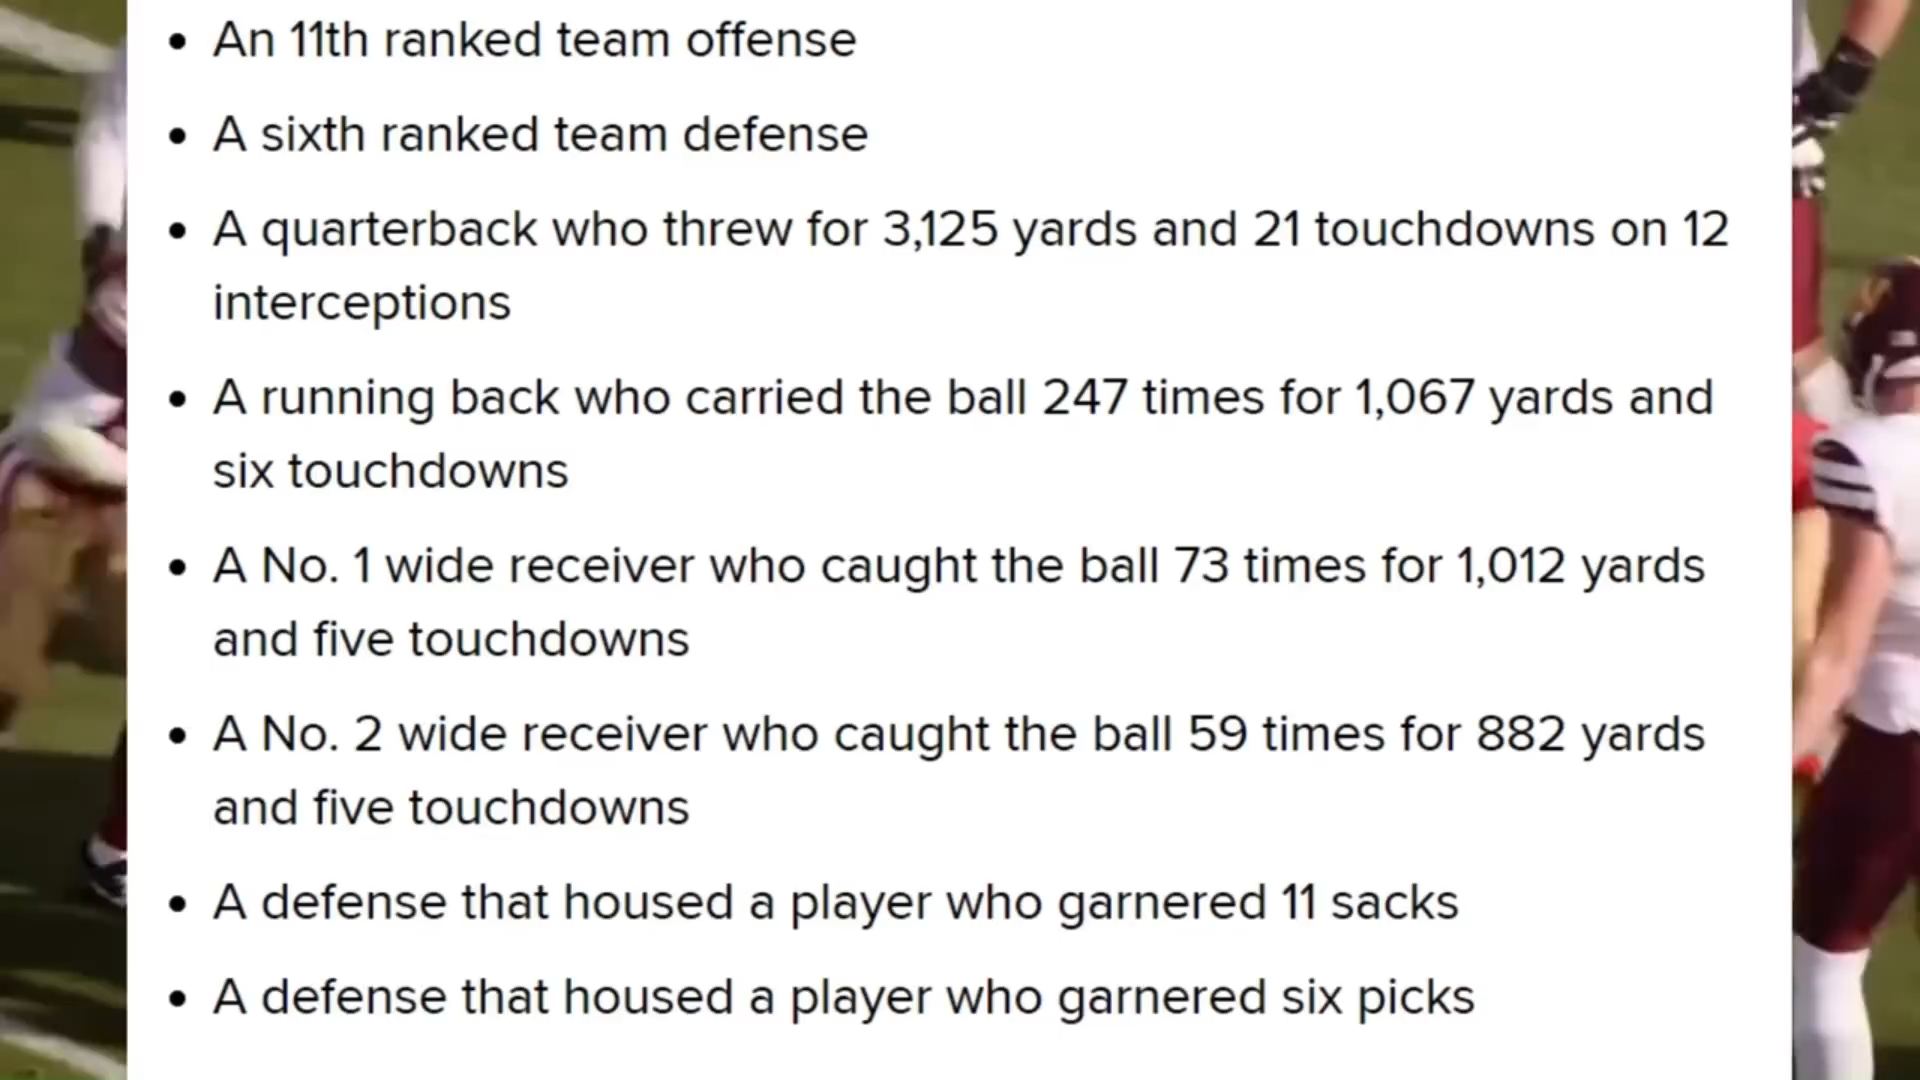 • An 11th ranked team offense
• A sixth ranked team defense
• A quarterback who threw for 3,125 yards and 21 touchdowns on 12
interceptions
• A running back who carried the ball 247 times for 1,067 yards and
six touchdowns
• A No. 1 wide receiver who caught the ball 73 times for 1,012 yards
and five touchdowns
• A No. 2 wide receiver who caught the ball 59 times for 882 yards
and five touchdowns
• A defense that housed a player who garnered 11 sacks
• A defense that housed a player who garnered six picks